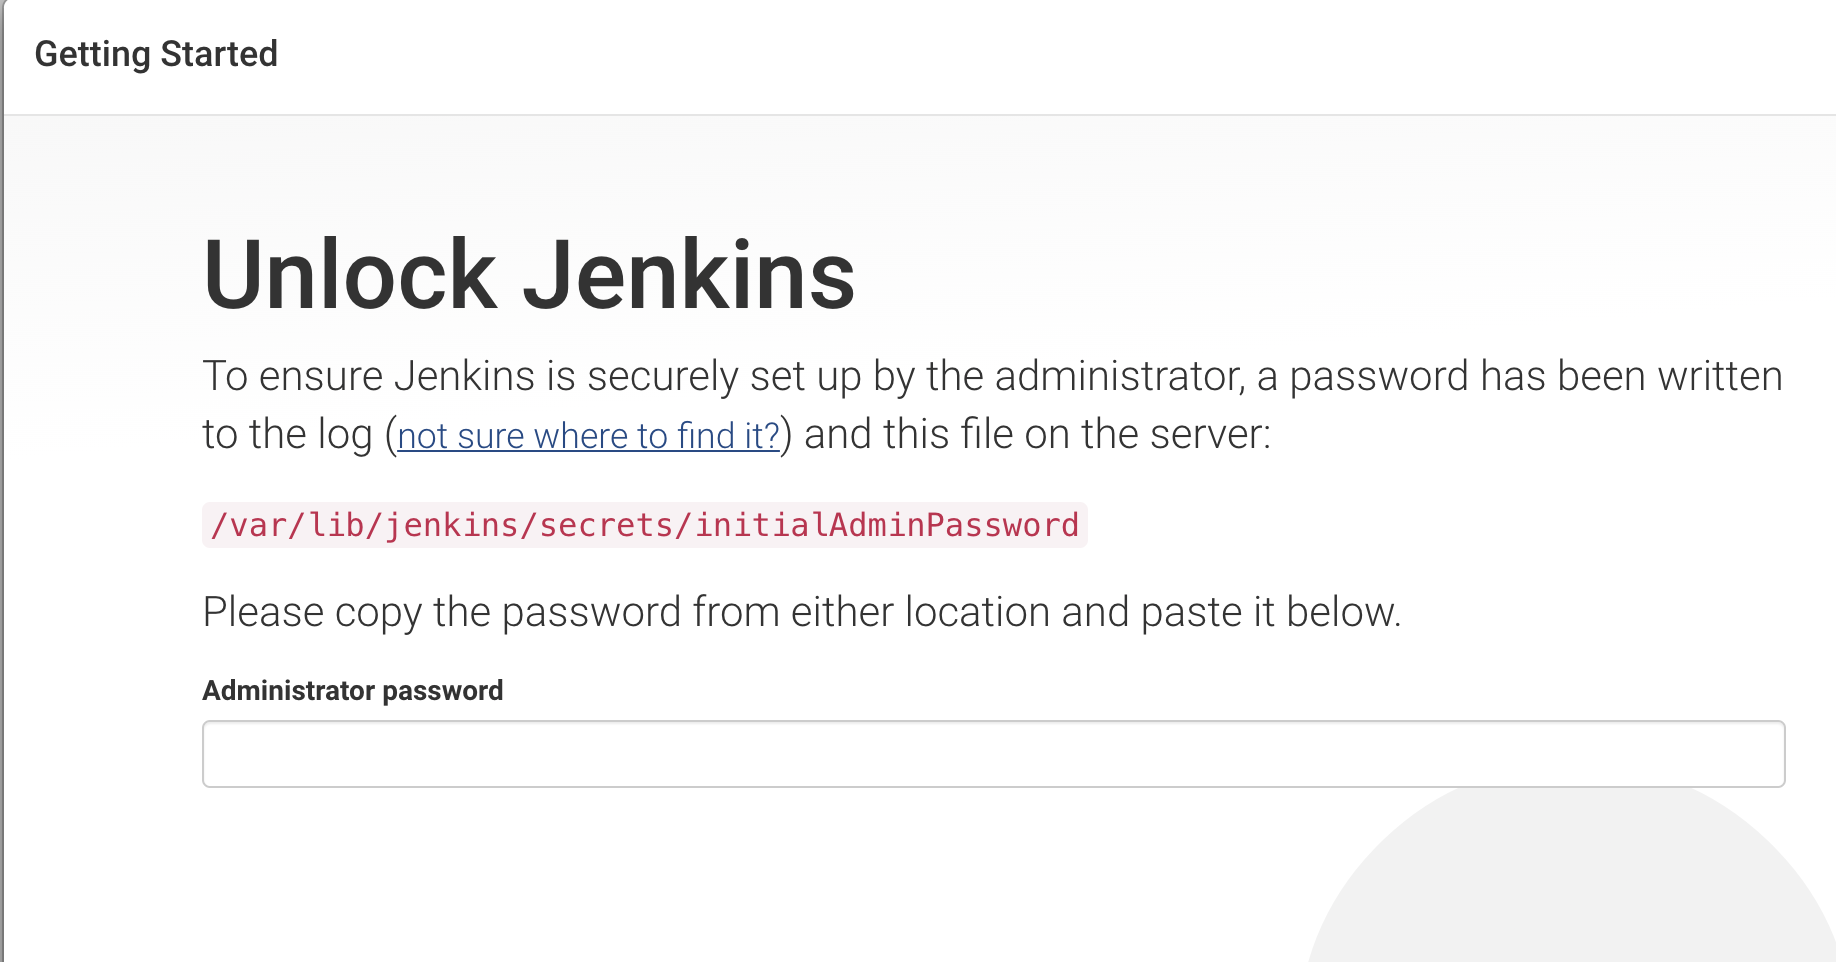 Getting Started
Unlock Jenkins
To ensure Jenkins is securely set up by the administrator, a password has been written
to the log (not sure where to find it?) and this file on the server:
/var/lib/jenkins/secrets/initialAdminPassword
Please copy the password from either location and paste it below.
Administrator password